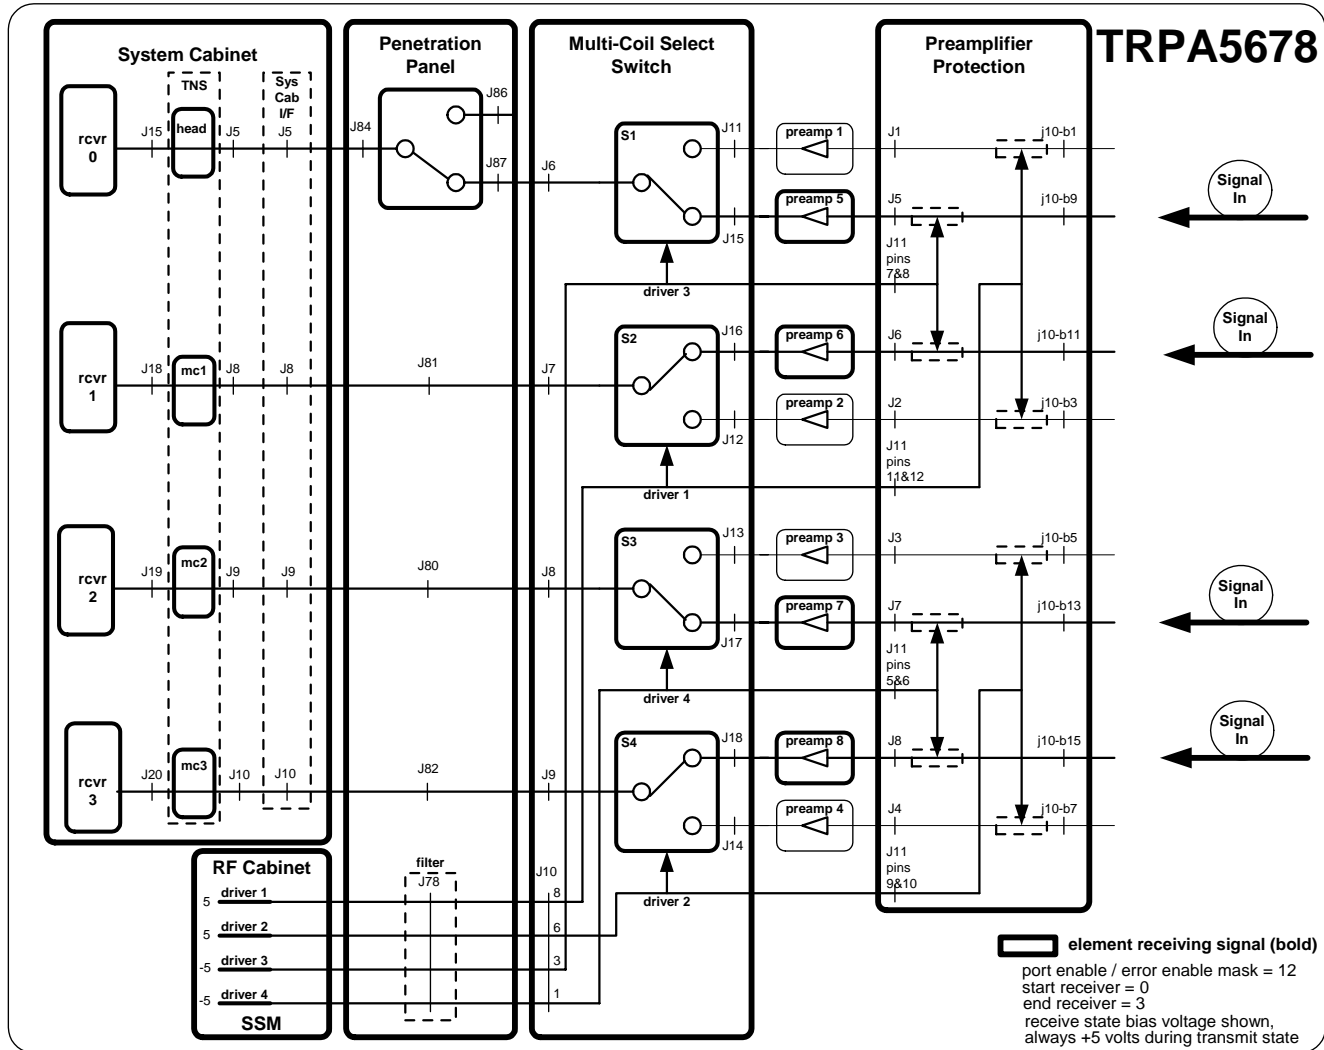 TRPA5678
System Cabinet
Penetration
Panel
Multi-Coil Select
Switch
Preamplifier
Protection
TNS
Sys
Cab
I/F
rcvr
0
J15
head
J5
J5
J84
J86
J87
J6
S1
J11
J15
preamp 1
preamp 5
J1
J5
j10-b1
j10-b9
Signal
In
J11
pins
7&8
driver 3
rcvr
1
J18
mc1
J8
J8
J81
J7
S2
J16
J12
preamp 6
preamp 2
J6
J2
j10-b11
j10-b3
Signal
In
J11
pins
11&12
driver 1
rcvr
2
J19
mc2
J9
J9
J80
J8
S3
J13
J17
preamp 3
preamp 7
J3
J7
j10-b5
j10-b13
Signal
In
J11
pins
5&6
driver 4
rcvr
3
J20
mc3
J10
J10
J82
J9
S4
J18
J14
preamp 8
preamp 4
J8
J4
j10-b15
j10-b7
Signal
In
J11
pins
9&10
driver 2
RF Cabinet
filter
J78
J10
5 driver 1 8
5 driver 2 6
-5 driver 3 3
-5 driver 4 1
SSM
element receiving signal (bold)
port enable / error enable mask = 12
start receiver = 0
end receiver = 3
receive state bias voltage shown,
always +5 volts during transmit state